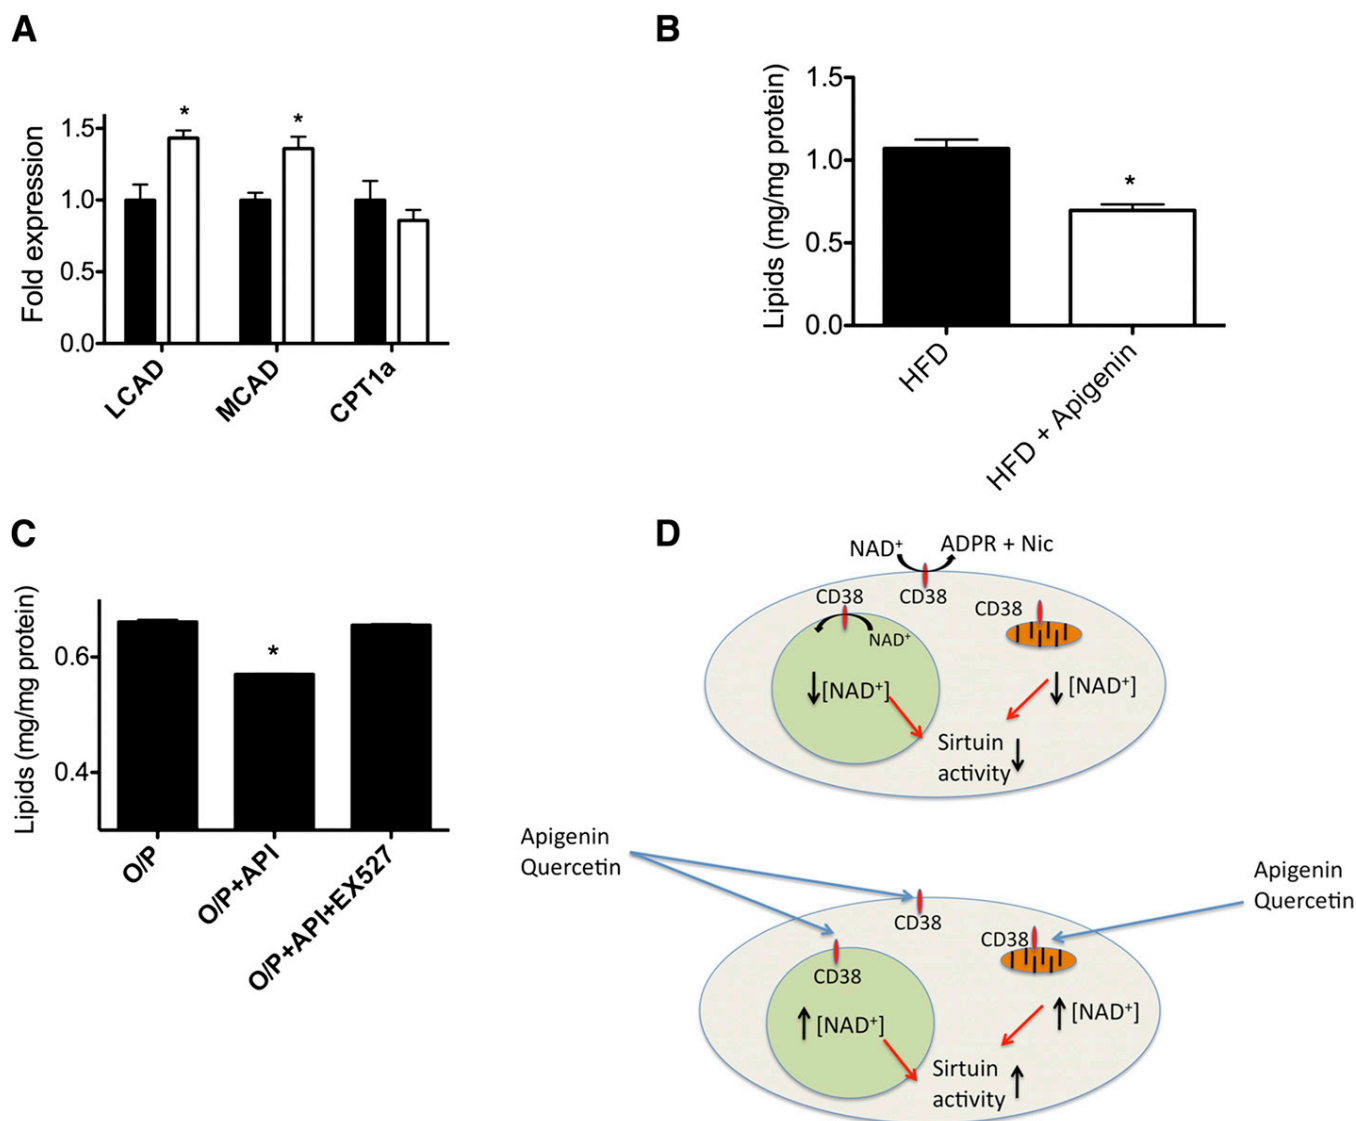 A
Fold expression
1.5
1.0
0.5
0.0
*
*
LCAD
MCAD
CPT1a
B
Lipids (mg/mg protein)
1.5
1.0
0.5
0.0
*
HFD
HFD + Apigenin
C
Lipids (mg/mg protein)
0.6
0.4
*
O/P
O/P+API
O/P+API+EX527
D
NAD⁺
ADPR + Nic
CD38
CD38
CD38
NAD⁺
[NAD⁺]
[NAD⁺]
Sirtuin
activity
Apigenin
Quercetin
Apigenin
Quercetin
CD38
CD38
CD38
[NAD⁺]
[NAD⁺]
Sirtuin
activity